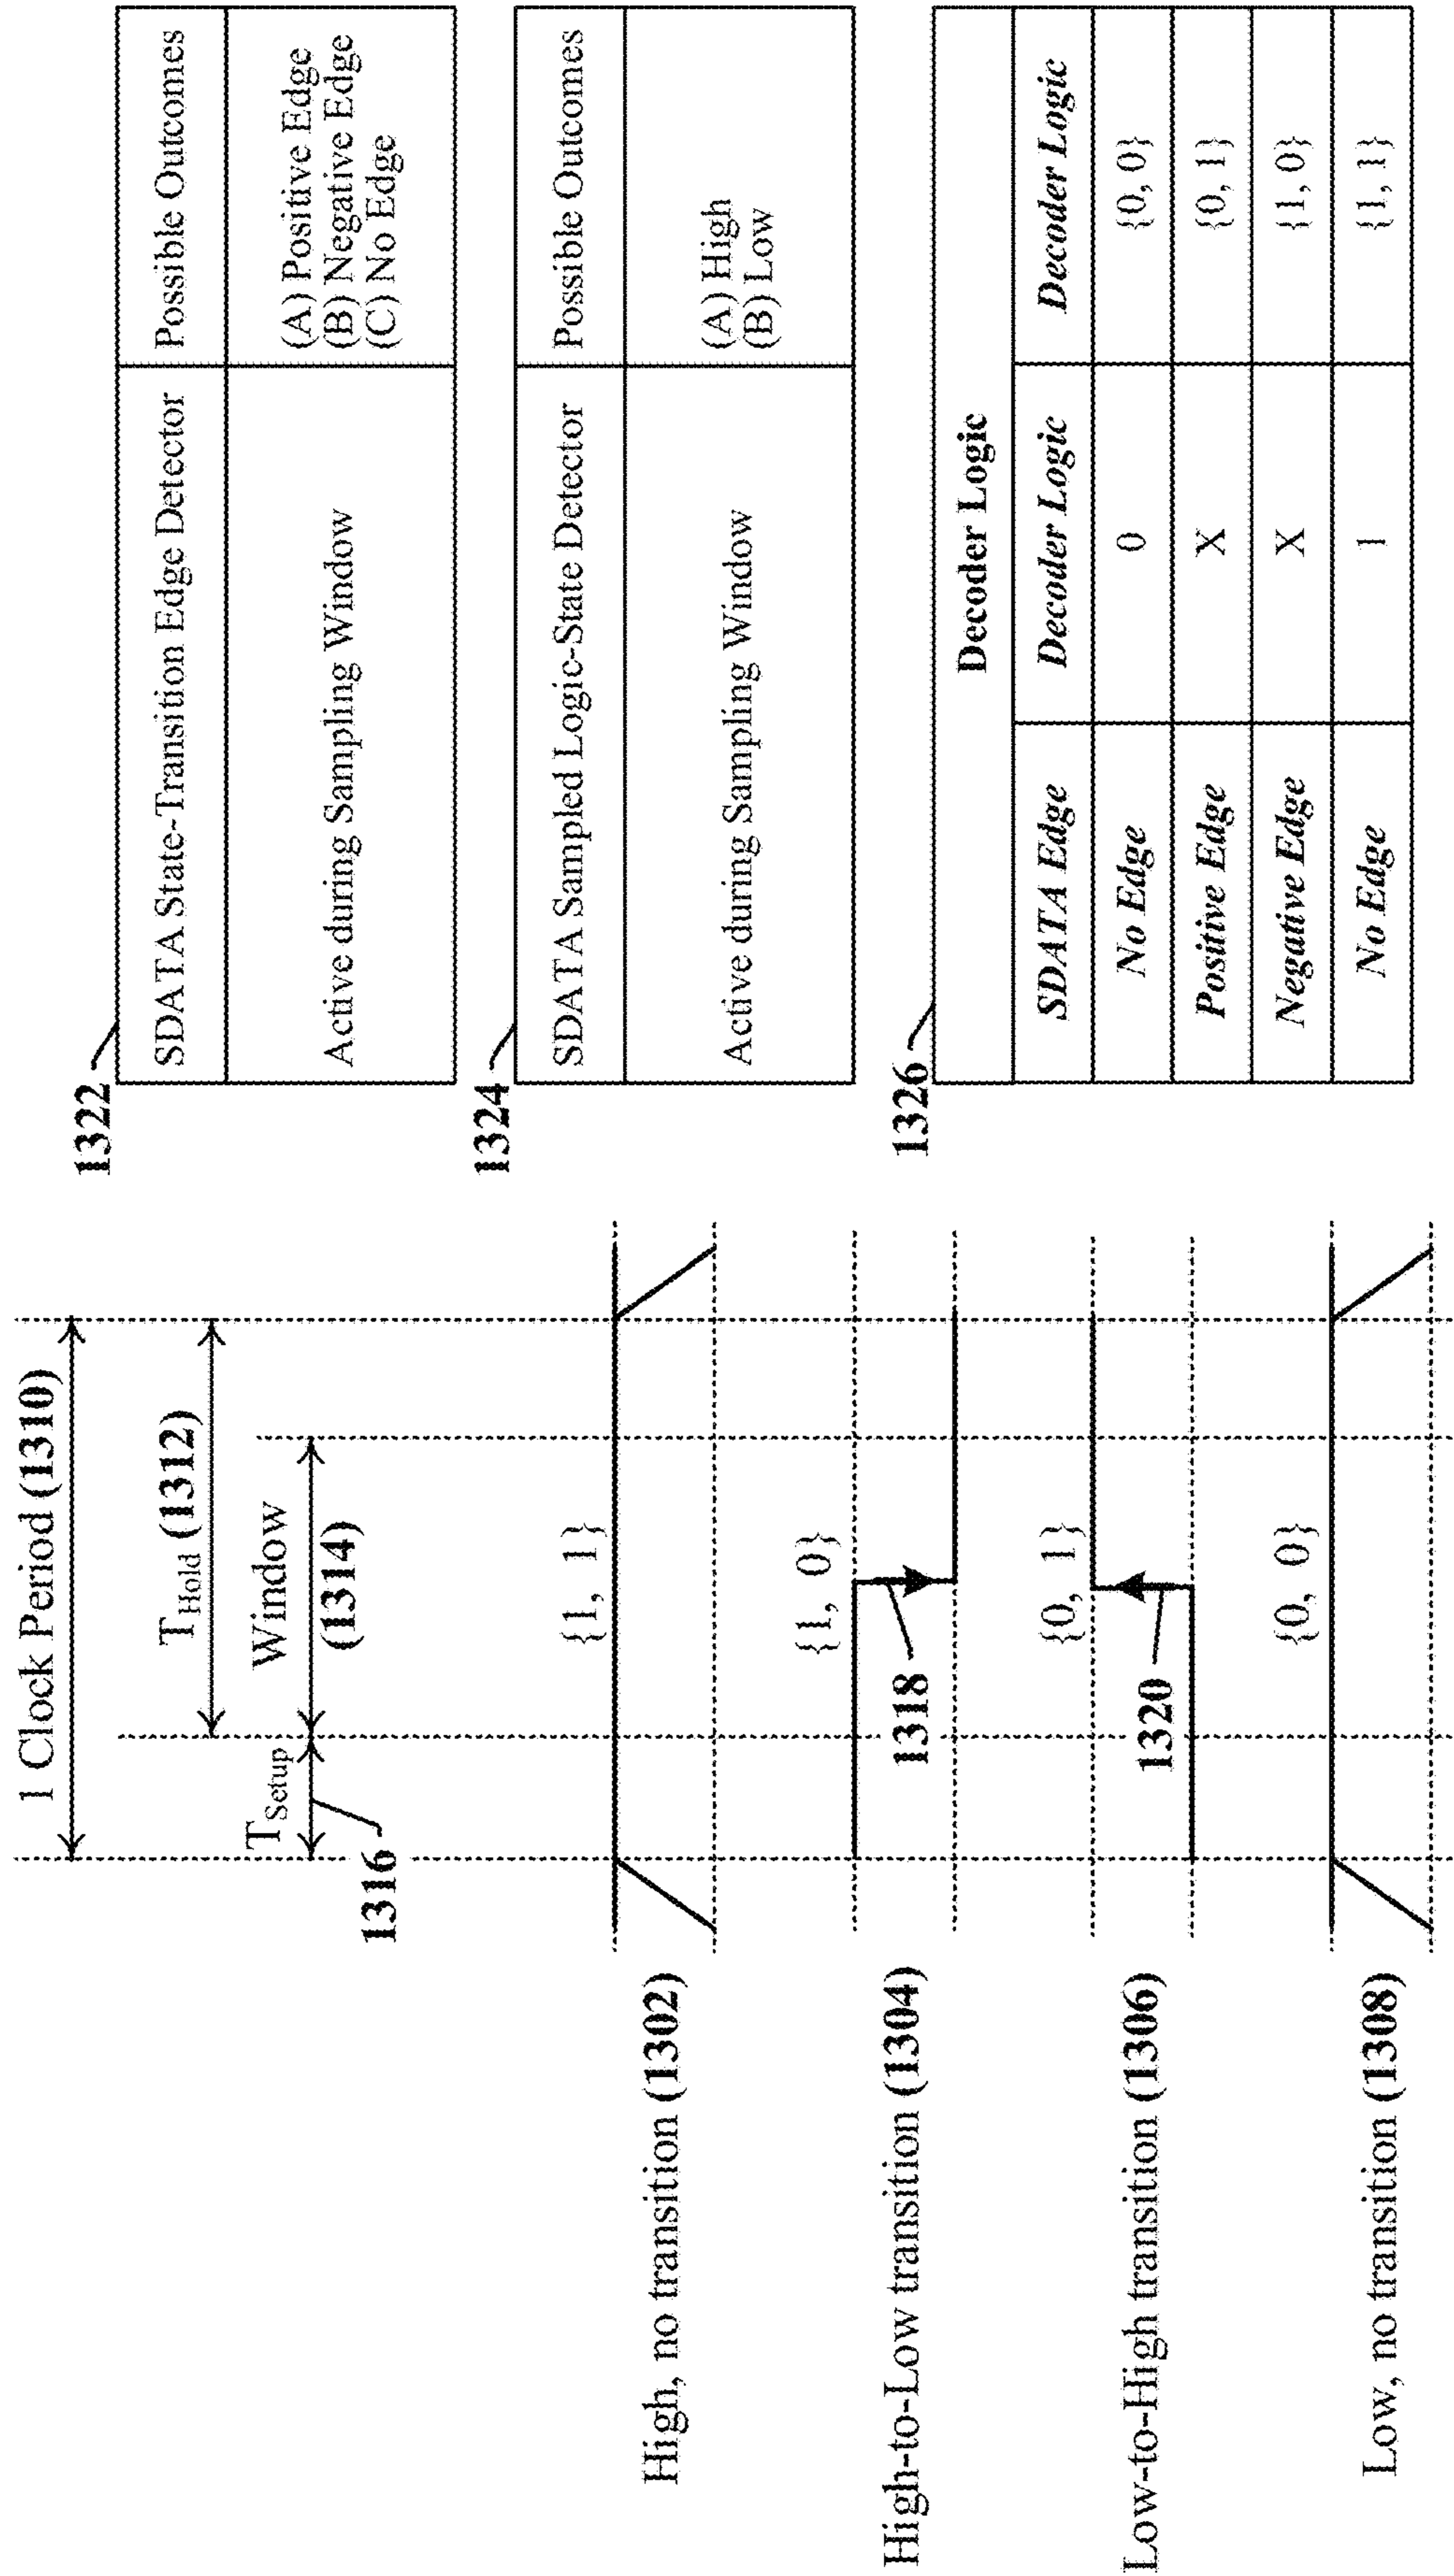 1 Clock Period (1310)
THold (1312)
TSetup
Window
(1314)
1316
High, no transition (1302)
{1, 1}
High-to-Low transition (1304)
{1, 0}
1318
Low-to-High transition (1306)
{0, 1}
1320
Low, no transition (1308)
{0, 0}
1322
SDATA State-Transition Edge Detector
Possible Outcomes
Active during Sampling Window
(A) Positive Edge
(B) Negative Edge
(C) No Edge
1324
SDATA Sampled Logic-State Detector
Possible Outcomes
Active during Sampling Window
(A) High
(B) Low
1326
Decoder Logic
SDATA Edge Decoder Logic Decoder Logic
No Edge 0 {0, 0}
Positive Edge X {0, 1}
Negative Edge X {1, 0}
No Edge 1 {1, 1}